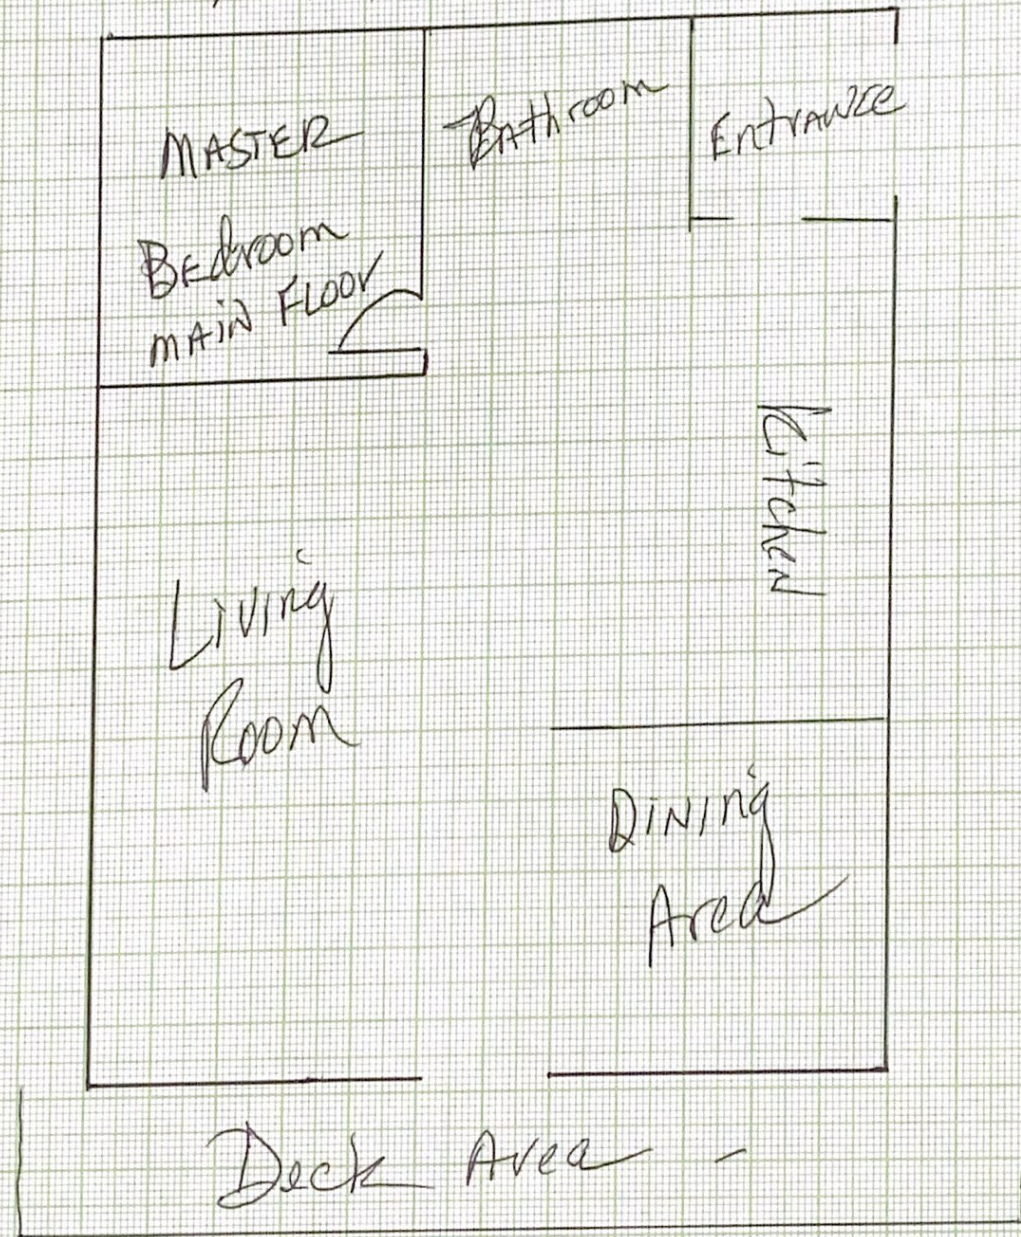 MASTER
Bedroom
MAIN FLOOR
Bathroom
Entrance
Kitchen
Living
Room
Dining
Area
Deck Area -